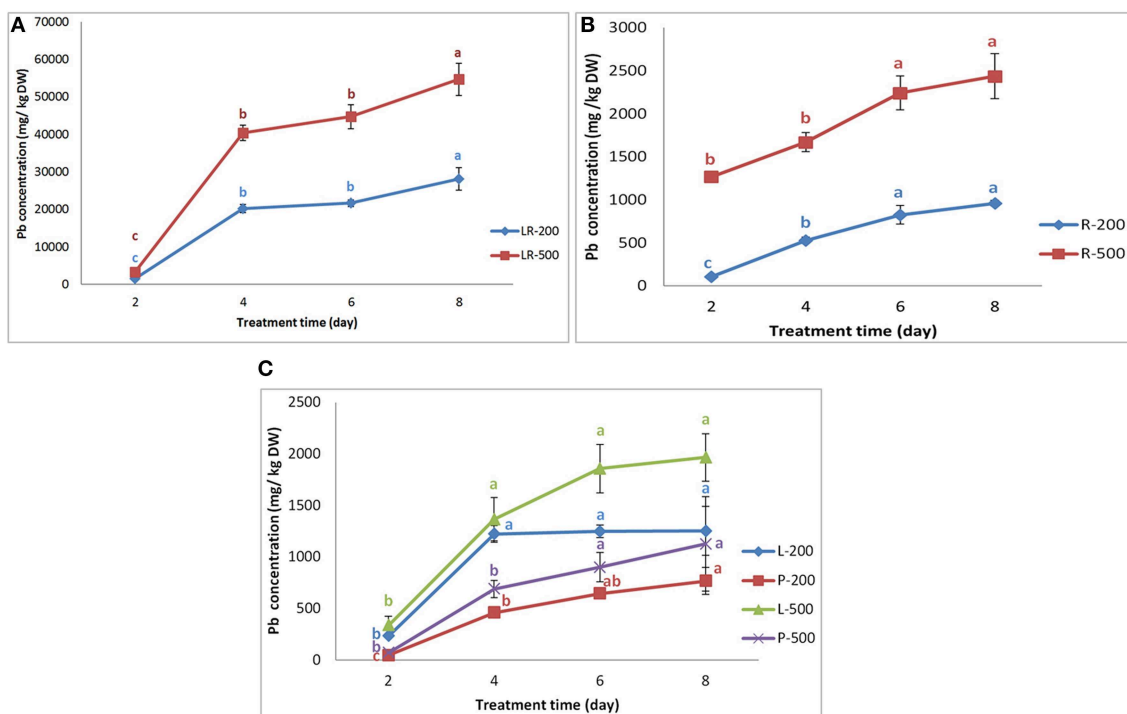 A
70000
60000
50000
40000
30000
20000
10000
0
Pb concentration (mg/ kg DW)
a
b
b
a
b
b
c
c
2 4 6 8
Treatment time (day)
LR-200
LR-500
B
3000
2500
2000
1500
1000
500
0
Pb concentration (mg/ kg DW)
a
a
b
b
a
a
b
c
2 4 6 8
Treatment time (day)
R-200
R-500
C
2500
2000
1500
1000
500
0
Pb concentration (mg/ kg DW)
a
a
a
a
a
a
a
a
b
ab
a
b
b
b
b
c
2 4 6 8
Treatment time (day)
L-200
P-200
L-500
P-500